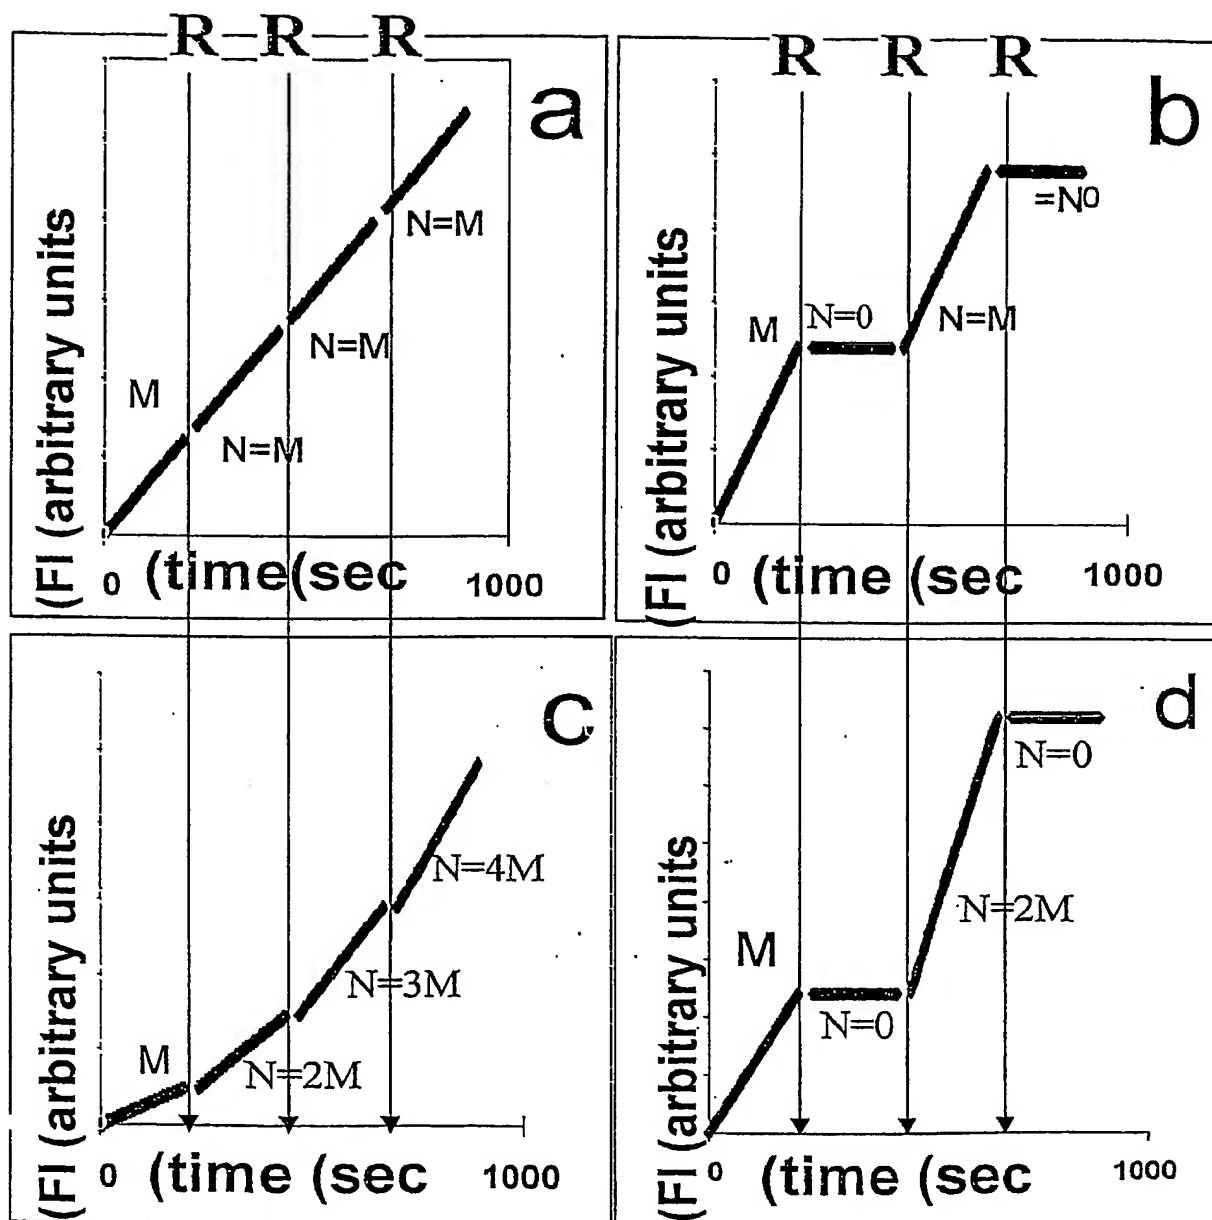 R R R
a
(FI (arbitrary units
M
N=M
N=M
N=M
0 (time(sec 1000
R R R
b
(FI (arbitrary units
M
N=0
N=M
=N0
0 (time (sec 1000
c
(FI (arbitrary units
M
N=2M
N=3M
N=4M
0 (time (sec 1000
d
(FI (arbitrary units
M
N=0
N=2M
N=0
0 (time (sec 1000